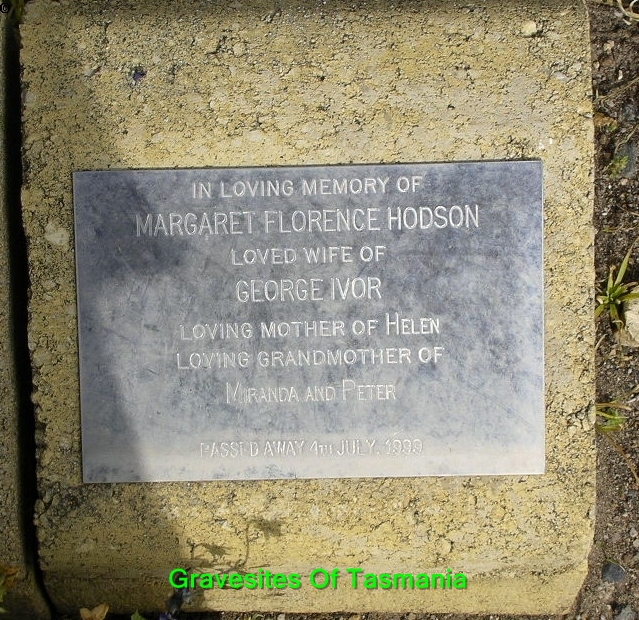 IN LOVING MEMORY OF
MARGARET FLORENCE HODSON
LOVED WIFE OF
GEORGE IVOR
LOVING MOTHER OF HELEN
LOVING GRANDMOTHER OF
MIRANDA AND PETER
PASSED AWAY 4TH JULY, 1999
Gravesites Of Tasmania